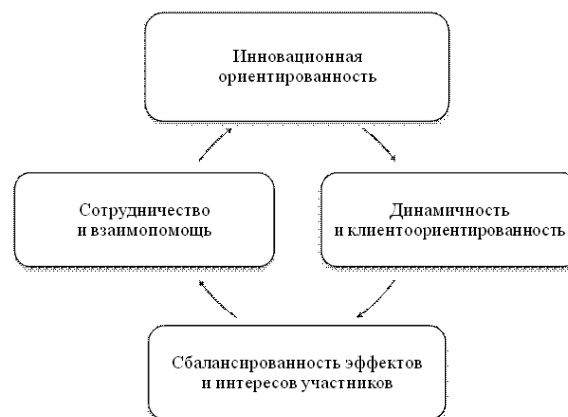 Инновационная
ориентированность
Сотрудничество
и взаимопомощь
Динамичность
и клиентоориентированность
Сбалансированность эффектов
и интересов участников